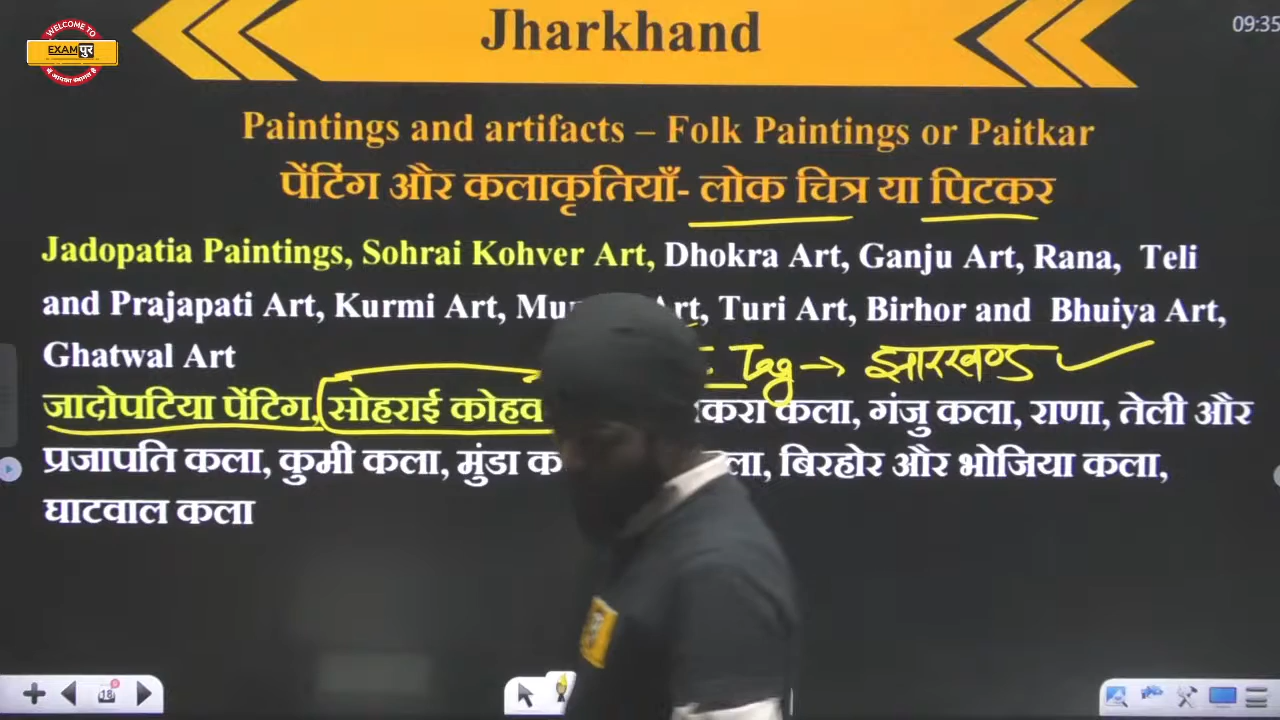 WELCOME TO
EXAMपुर
Jharkhand
09:35
Paintings and artifacts – Folk Paintings or Paitkar
पेंटिंग और कलाकृतियाँ- लोक चित्र या पिटकर
Jadopatia Paintings, Sohrai Kohver Art, Dhokra Art, Ganju Art, Rana, Teli
and Prajapati Art, Kurmi Art, Art, Turi Art, Birhor and Bhuiya Art,
Ghatwal Art
Tag → झारखण्ड ✓
जादोपटिया पेंटिंग, सोहराई कला, गंजु कला, राणा, तेली और
प्रजापति कला, कुमी कला, मुंडा बिरहोर और भोजिया कला,
घाटवाल कला
18